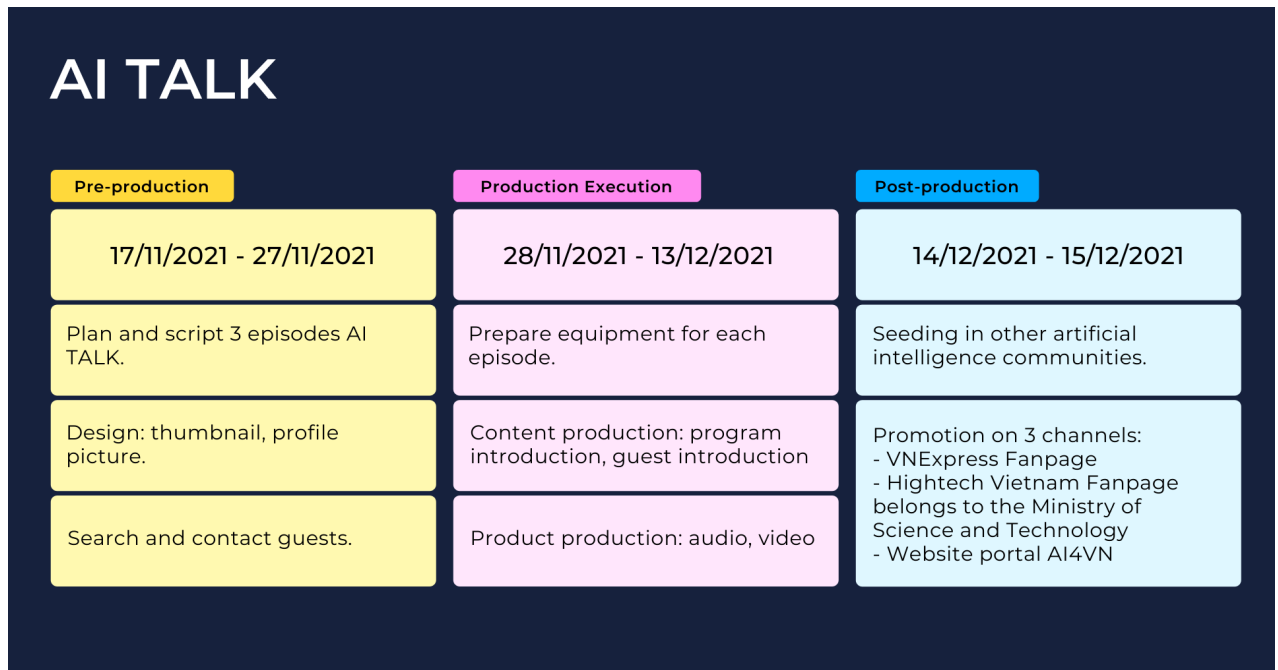 AI TALK
Pre-production
17/11/2021 - 27/11/2021
Plan and script 3 episodes AI
TALK.
Design: thumbnail, profile
picture.
Search and contact guests.
Production Execution
28/11/2021 - 13/12/2021
Prepare equipment for each
episode.
Content production: program
introduction, guest introduction
Product production: audio, video
Post-production
14/12/2021 - 15/12/2021
Seeding in other artificial
intelligence communities.
Promotion on 3 channels:
- VNExpress Fanpage
- Hightech Vietnam Fanpage
belongs to the Ministry of
Science and Technology
- Website portal AI4VN